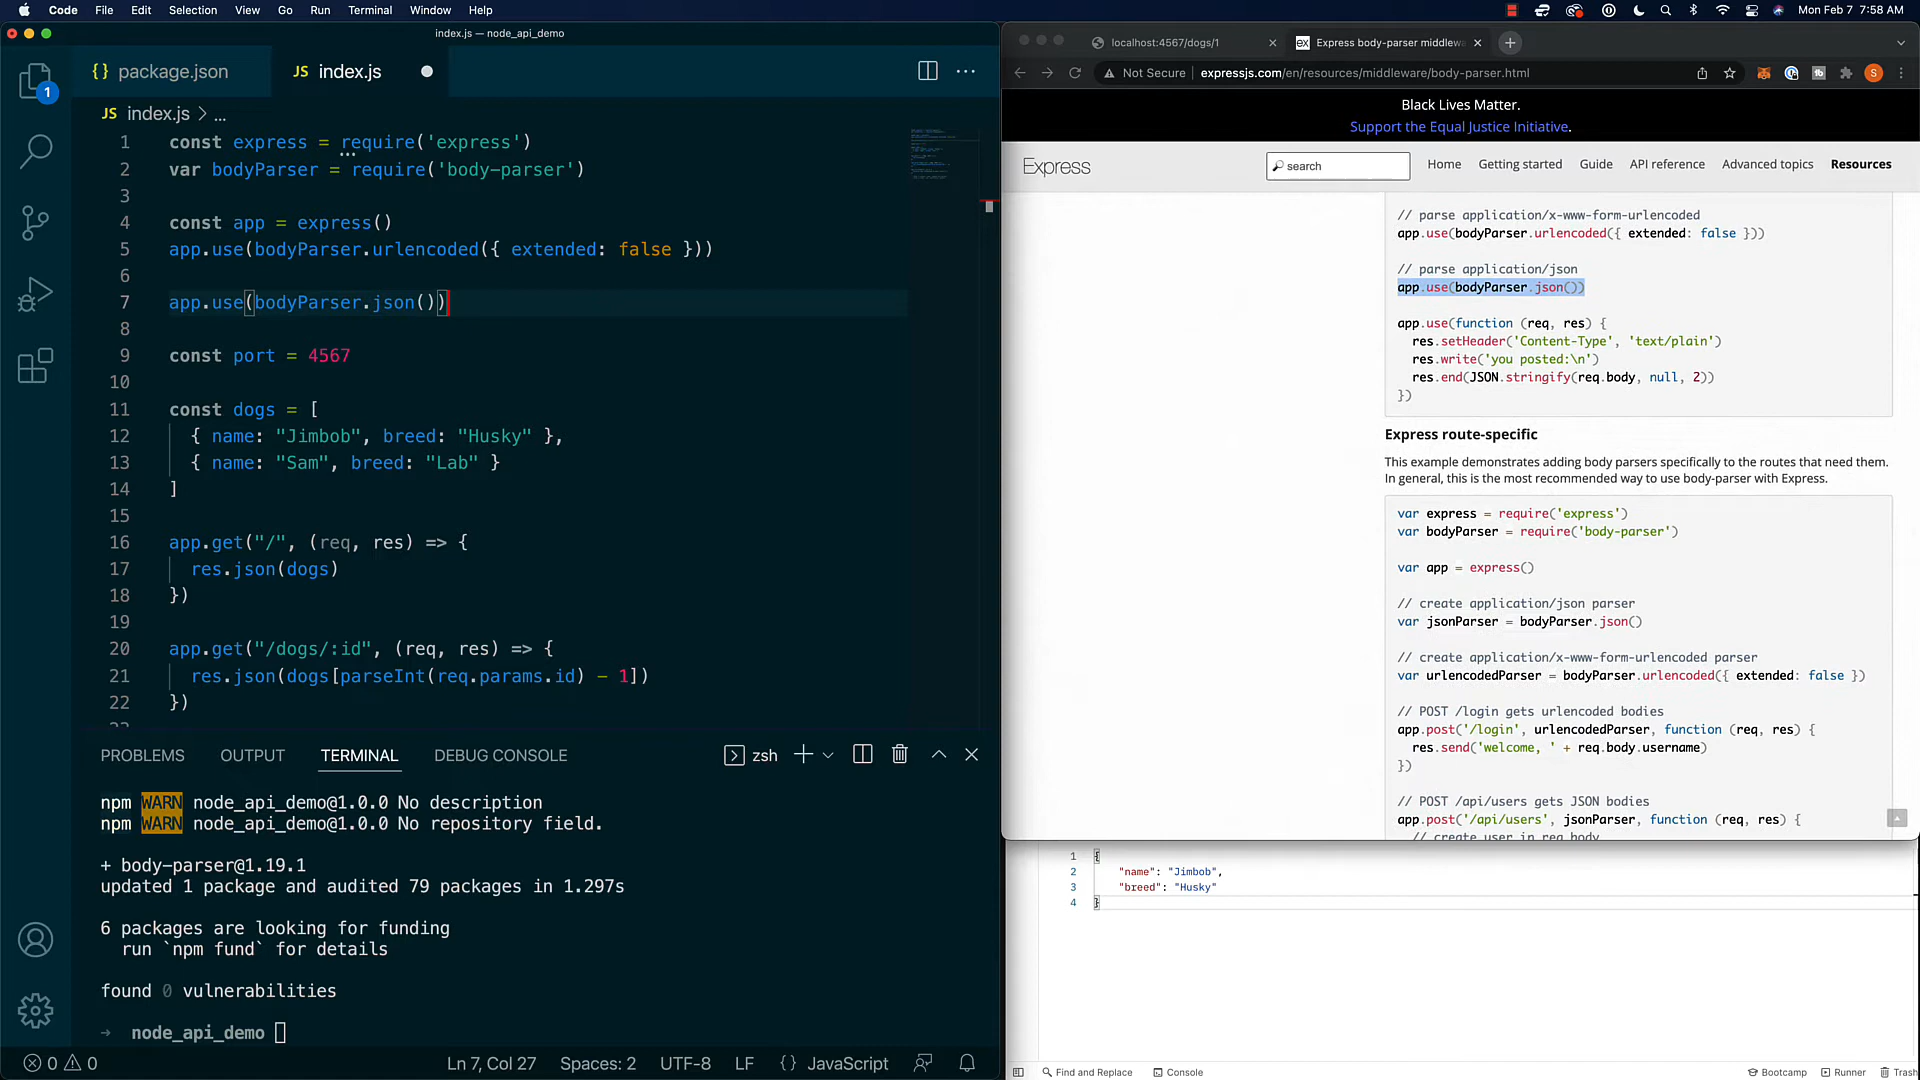 Code File Edit Selection View Go Run Terminal Window Help
Mon Feb 7 7:58 AM
index.js — node_api_demo
{} package.json
JS index.js
1
JS index.js > ...
1 const express = require('express')
2 var bodyParser = require('body-parser')
3
4 const app = express()
5 app.use(bodyParser.urlencoded({ extended: false }))
6
7 app.use(bodyParser.json())
8
9 const port = 4567
10
11 const dogs = [
12 { name: "Jimbob", breed: "Husky" },
13 { name: "Sam", breed: "Lab" }
14 ]
15
16 app.get("/", (req, res) => {
17 res.json(dogs)
18 })
19
20 app.get("/dogs/:id", (req, res) => {
21 res.json(dogs[parseInt(req.params.id) - 1])
22 })
PROBLEMS OUTPUT TERMINAL DEBUG CONSOLE
zsh
npm WARN node_api_demo@1.0.0 No description
npm WARN node_api_demo@1.0.0 No repository field.
+ body-parser@1.19.1
updated 1 package and audited 79 packages in 1.297s
6 packages are looking for funding
run `npm fund` for details
found 0 vulnerabilities
→ node_api_demo
0 0
Ln 7, Col 27 Spaces: 2 UTF-8 LF {} JavaScript
localhost:4567/dogs/1
ex Express body-parser middlewa
Not Secure expressjs.com/en/resources/middleware/body-parser.html
S
Black Lives Matter.
Support the Equal Justice Initiative.
Express
search
Home Getting started Guide API reference Advanced topics Resources
// parse application/x-www-form-urlencoded
app.use(bodyParser.urlencoded({ extended: false }))
// parse application/json
app.use(bodyParser.json())
app.use(function (req, res) {
res.setHeader('Content-Type', 'text/plain')
res.write('you posted:\n')
res.end(JSON.stringify(req.body, null, 2))
})
Express route-specific
This example demonstrates adding body parsers specifically to the routes that need them.
In general, this is the most recommended way to use body-parser with Express.
var express = require('express')
var bodyParser = require('body-parser')
var app = express()
// create application/json parser
var jsonParser = bodyParser.json()
// create application/x-www-form-urlencoded parser
var urlencodedParser = bodyParser.urlencoded({ extended: false })
// POST /login gets urlencoded bodies
app.post('/login', urlencodedParser, function (req, res) {
res.send('welcome, ' + req.body.username)
})
// POST /api/users gets JSON bodies
app.post('/api/users', jsonParser, function (req, res) {
// create user in req.body
1 {
2 "name": "Jimbob",
3 "breed": "Husky"
4 }
Find and Replace Console
Bootcamp Runner Trash